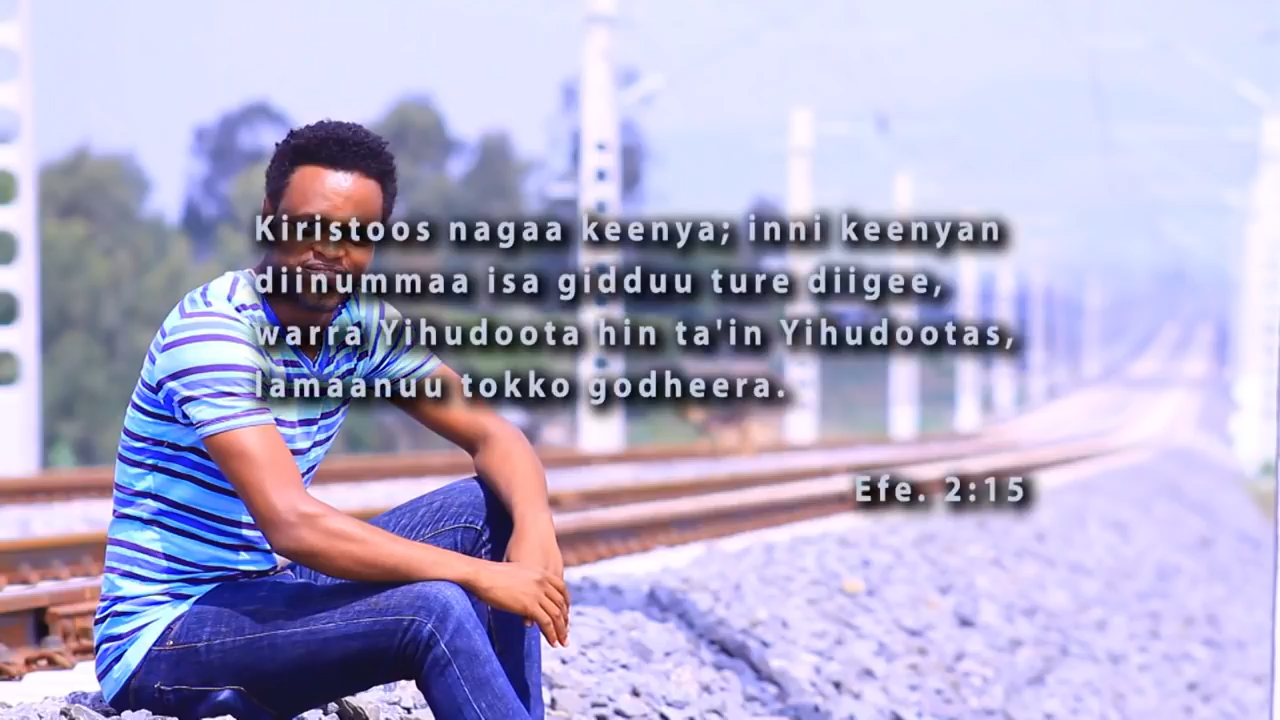 Kiristoos nagaa keenya; inni keenyan
diinummaa isa gidduu ture diigee,
warra Yihudoota hin ta'in Yihudootas,
lamaanuu tokko godheera.
Efe. 2:15